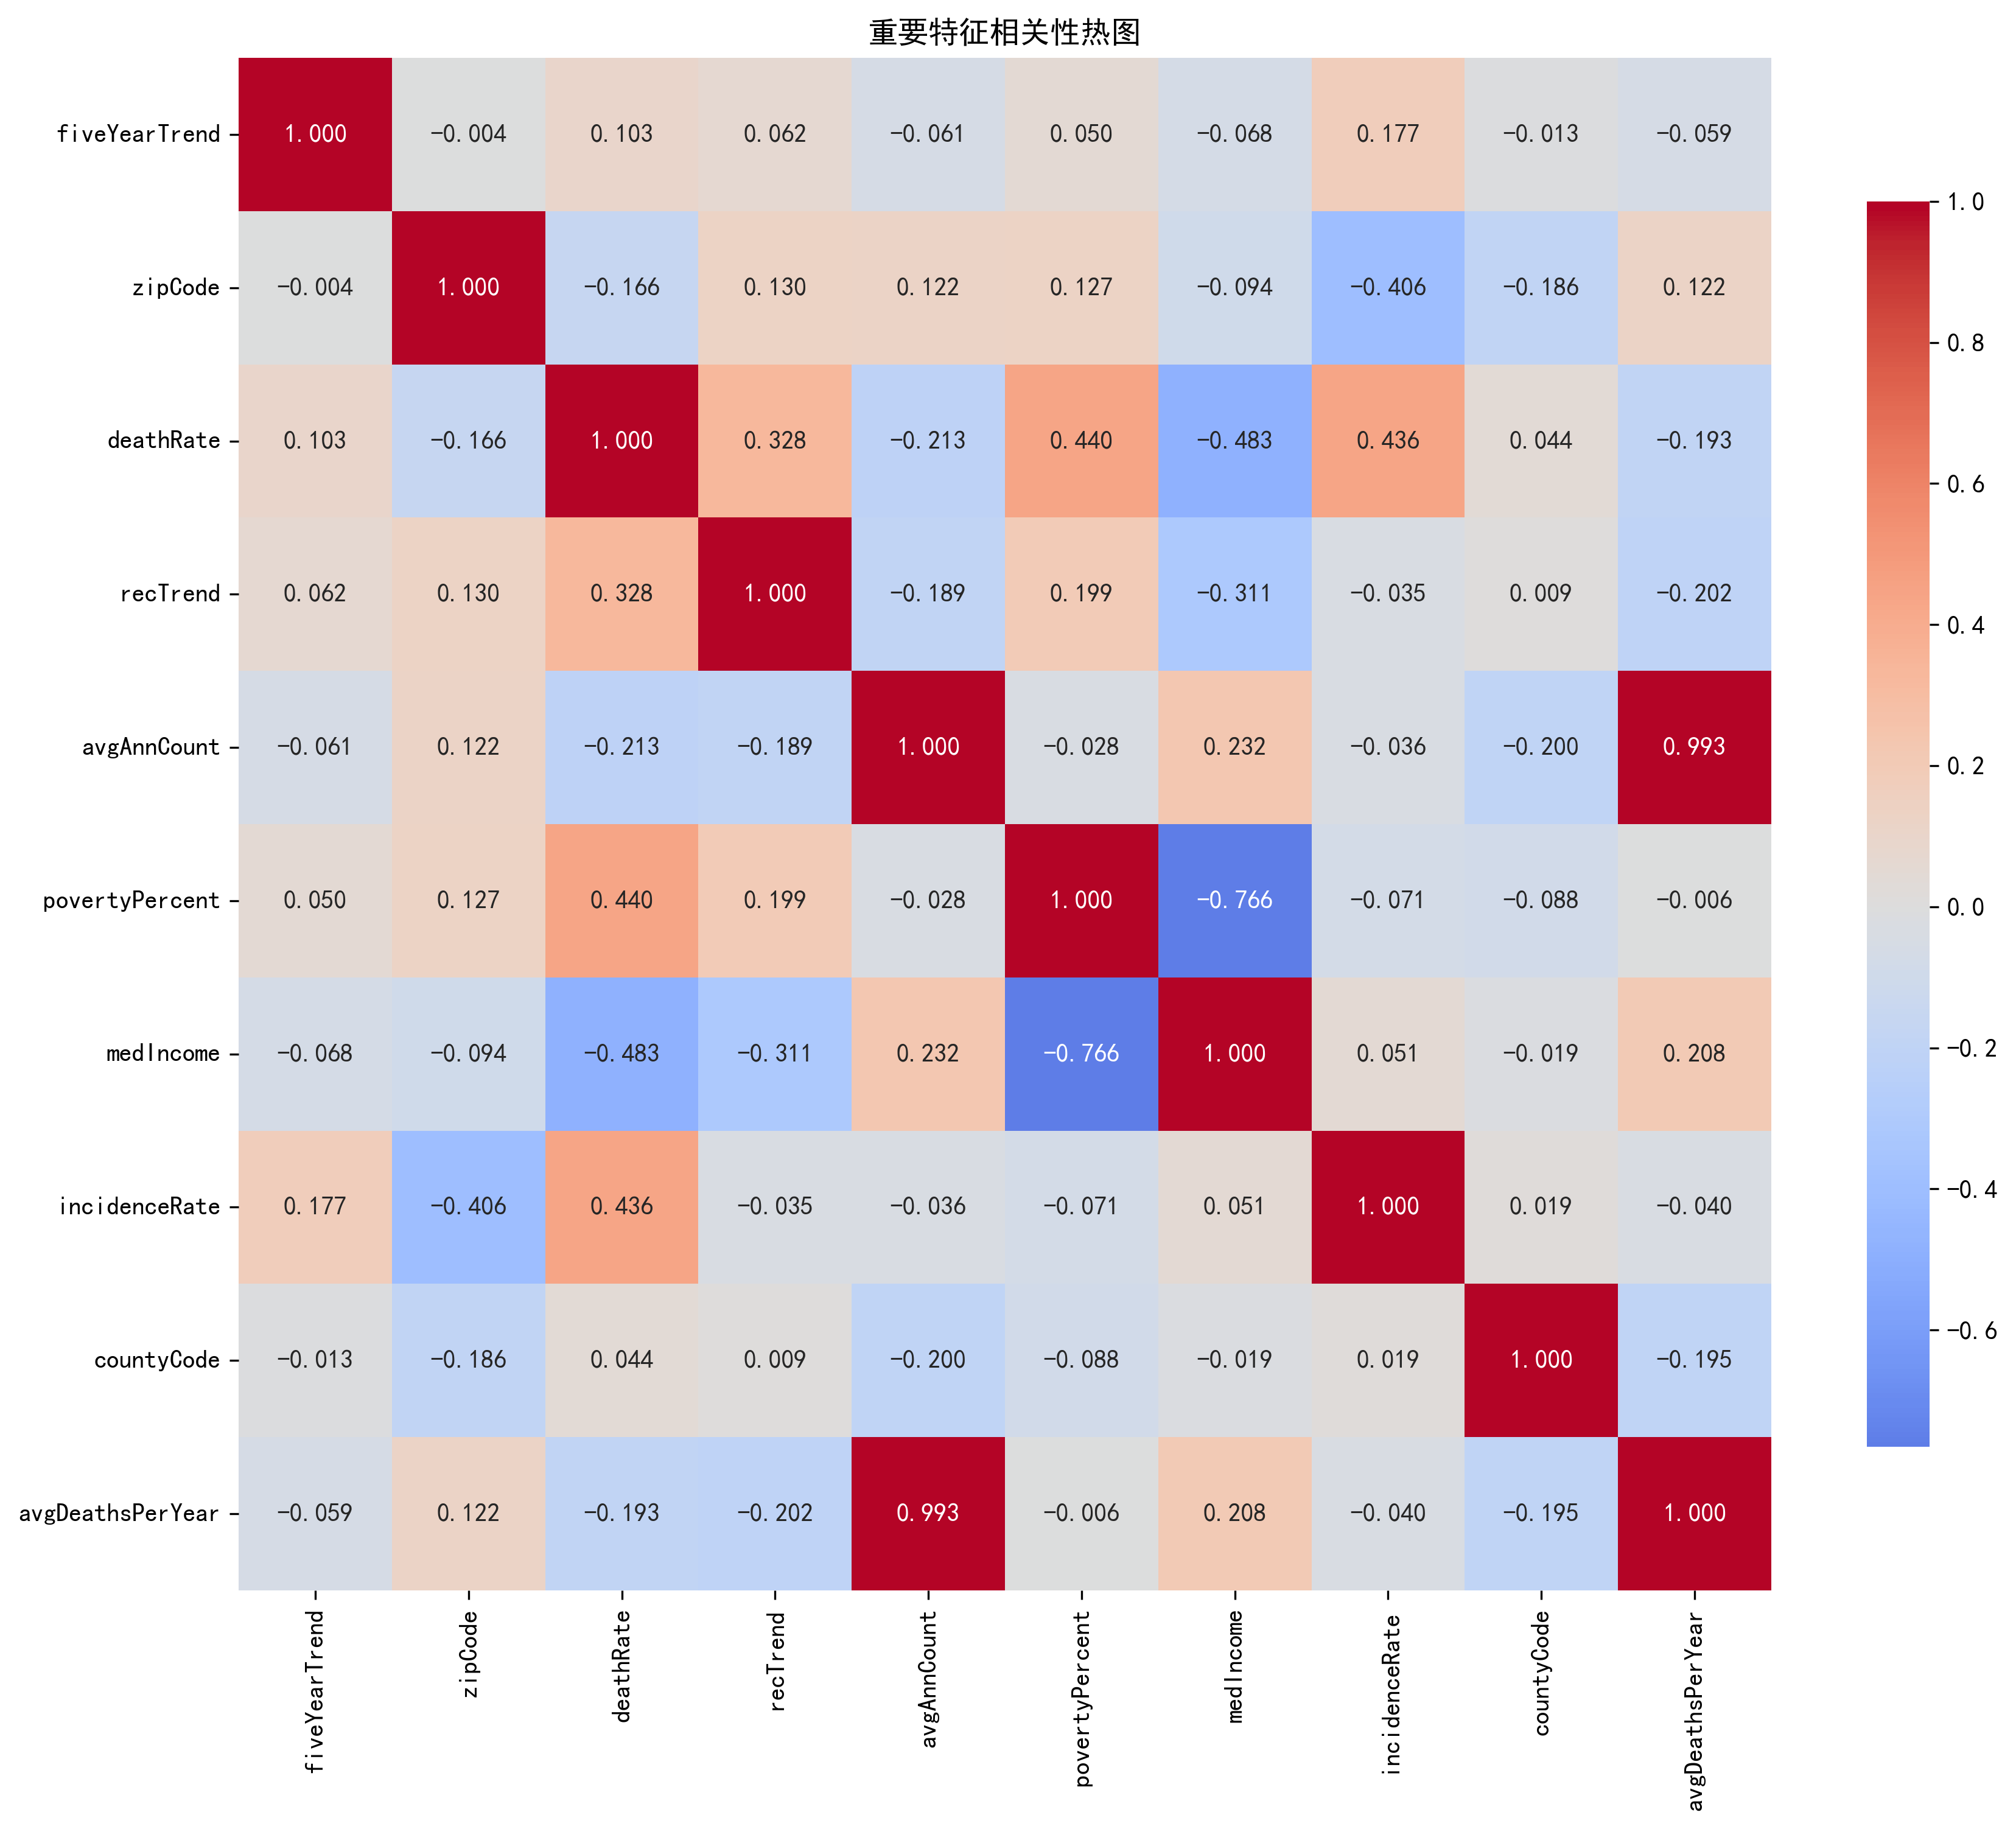 重要特征相关性热图
fiveYearTrend 1.000 -0.004 0.103 0.062 -0.061 0.050 -0.068 0.177 -0.013 -0.059
zipCode -0.004 1.000 -0.166 0.130 0.122 0.127 -0.094 -0.406 -0.186 0.122
deathRate 0.103 -0.166 1.000 0.328 -0.213 0.440 -0.483 0.436 0.044 -0.193
recTrend 0.062 0.130 0.328 1.000 -0.189 0.199 -0.311 -0.035 0.009 -0.202
avgAnnCount -0.061 0.122 -0.213 -0.189 1.000 -0.028 0.232 -0.036 -0.200 0.993
povertyPercent 0.050 0.127 0.440 0.199 -0.028 1.000 -0.766 -0.071 -0.088 -0.006
medIncome -0.068 -0.094 -0.483 -0.311 0.232 -0.766 1.000 0.051 -0.019 0.208
incidenceRate 0.177 -0.406 0.436 -0.035 -0.036 -0.071 0.051 1.000 0.019 -0.040
countyCode -0.013 -0.186 0.044 0.009 -0.200 -0.088 -0.019 0.019 1.000 -0.195
avgDeathsPerYear -0.059 0.122 -0.193 -0.202 0.993 -0.006 0.208 -0.040 -0.195 1.000
fiveYearTrend
zipCode
deathRate
recTrend
avgAnnCount
povertyPercent
medIncome
incidenceRate
countyCode
avgDeathsPerYear
1.0
0.8
0.6
0.4
0.2
0.0
-0.2
-0.4
-0.6